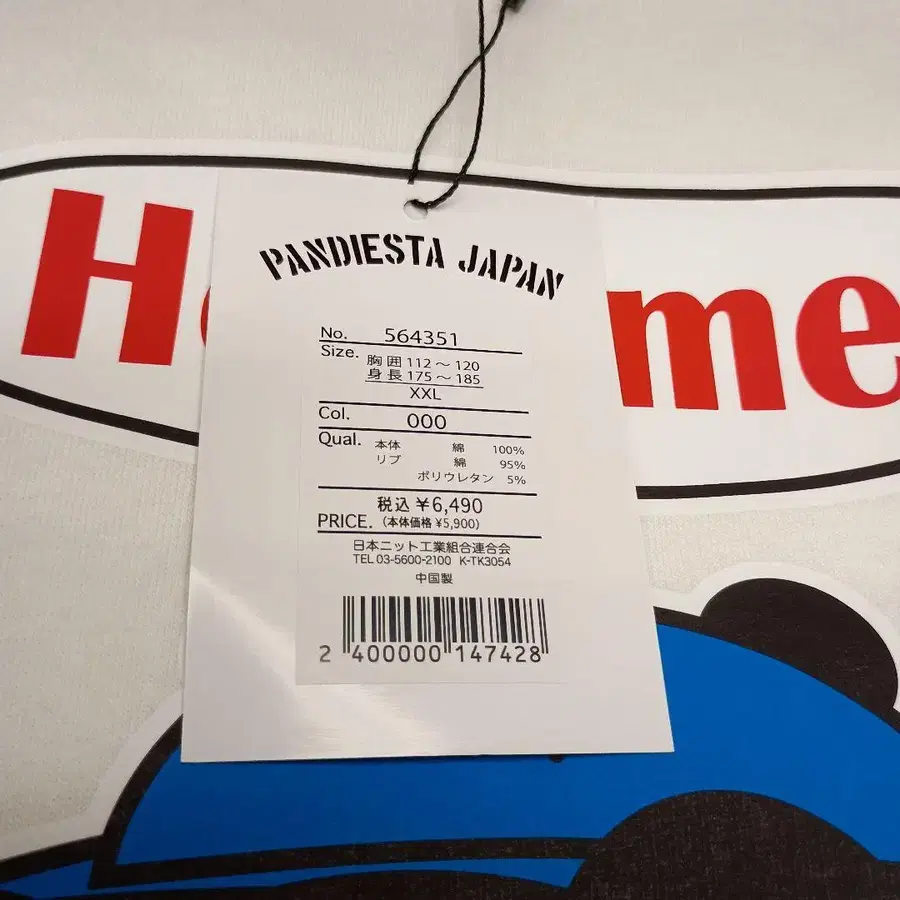 PANDIESTA JAPAN
No. 564351
Size. 胸囲 112～120
身長 175～185
XXL
Col. 000
Qual. 本体 綿 100%
リブ 綿 95%
ポリウレタン 5%
税込 ¥6,490
PRICE. (本体価格 ¥5,900)
日本ニット工業組合連合会
TEL 03-5600-2100 K-TK3054
中国製
2 400000 147428